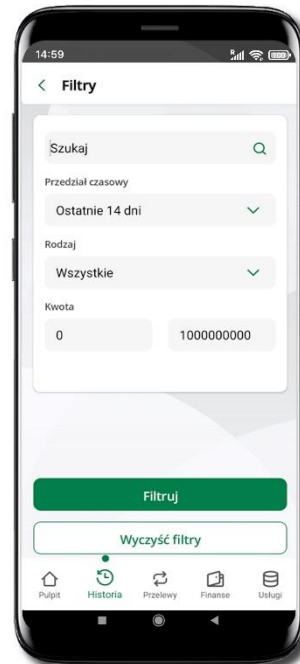 14:59
Filtry
Szukaj
Przedział czasowy
Ostatnie 14 dni
Rodzaj
Wszystkie
Kwota
0 1000000000
Filtruj
Wyczyść filtry
Pulpit Historia Przelewy Finanse Usługi